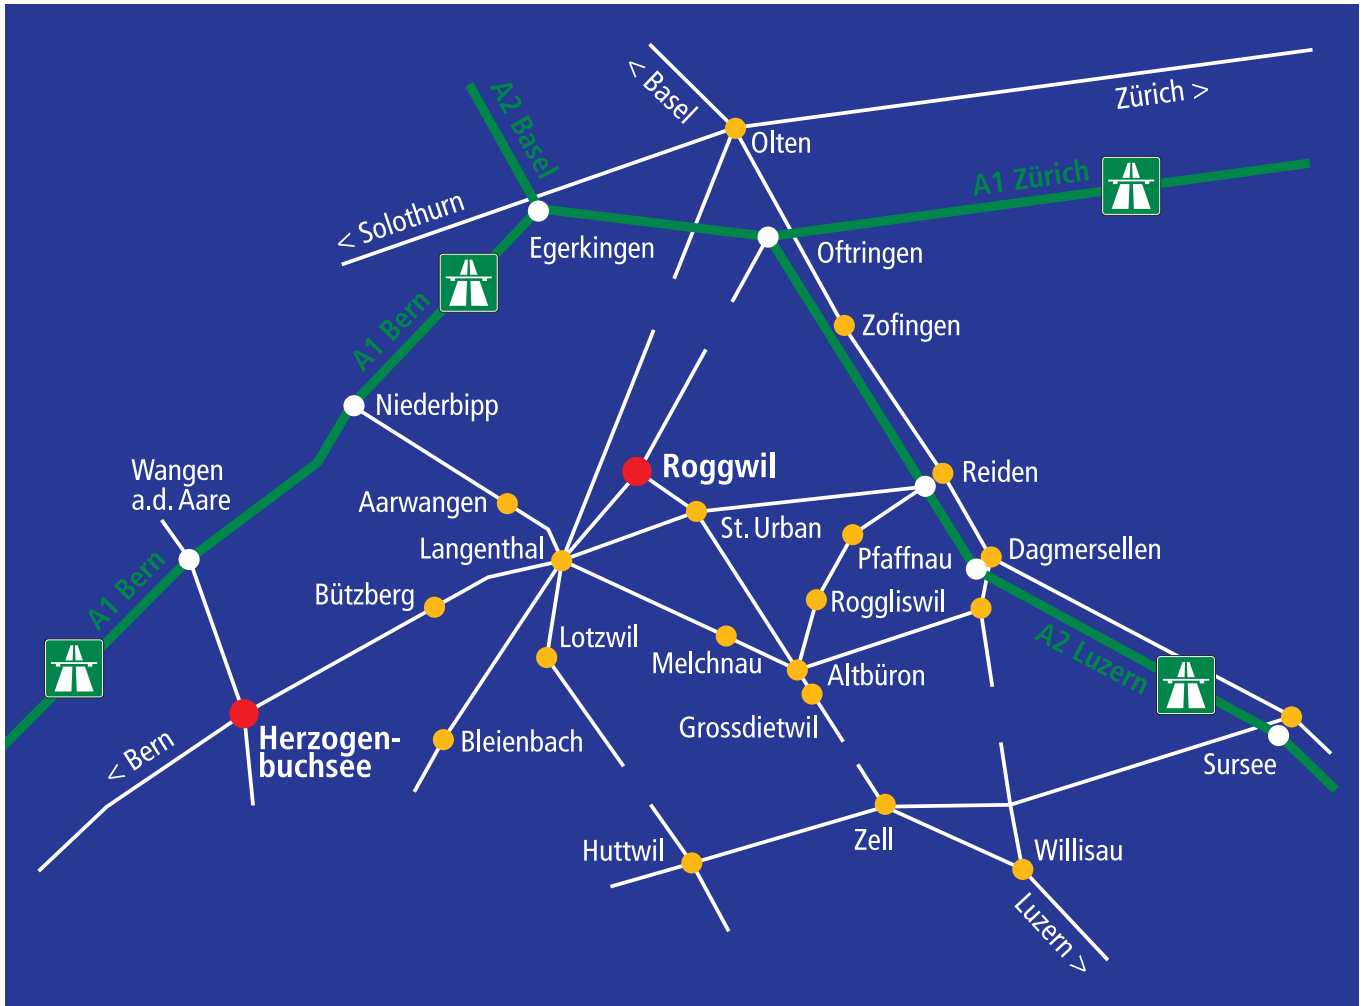 < Basel
Zürich >
A2 Basel
Olten
A1 Zürich
< Solothurn
Egerkingen
Oftringen
A1 Bern
Zofingen
Niederbipp
Wangen
a.d. Aare
Roggwil
Reiden
Aarwangen
St. Urban
Langenthal
Pfaffnau
Dagmersellen
A1 Bern
Bützberg
Roggliswil
Lotzwil
Melchnau
Altbüron
A2 Luzern
Grossdietwil
Herzogen-
buchsee
Bleienbach
< Bern
Sursee
Huttwil
Zell
Willisau
Luzern >